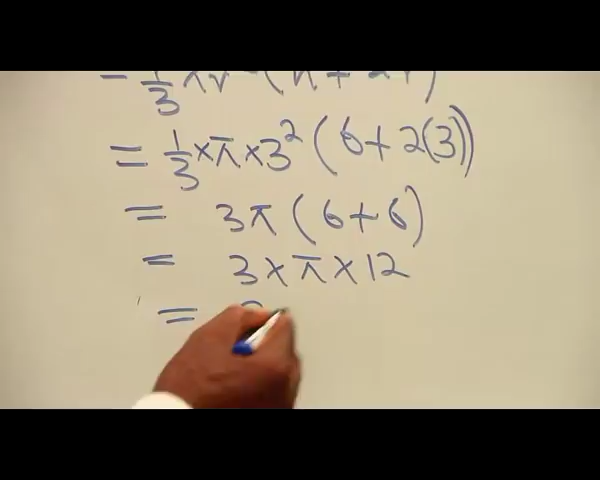 = 1/3 × π × 3² (6 + 2(3))
= 3π (6 + 6)
= 3 × π × 12
=